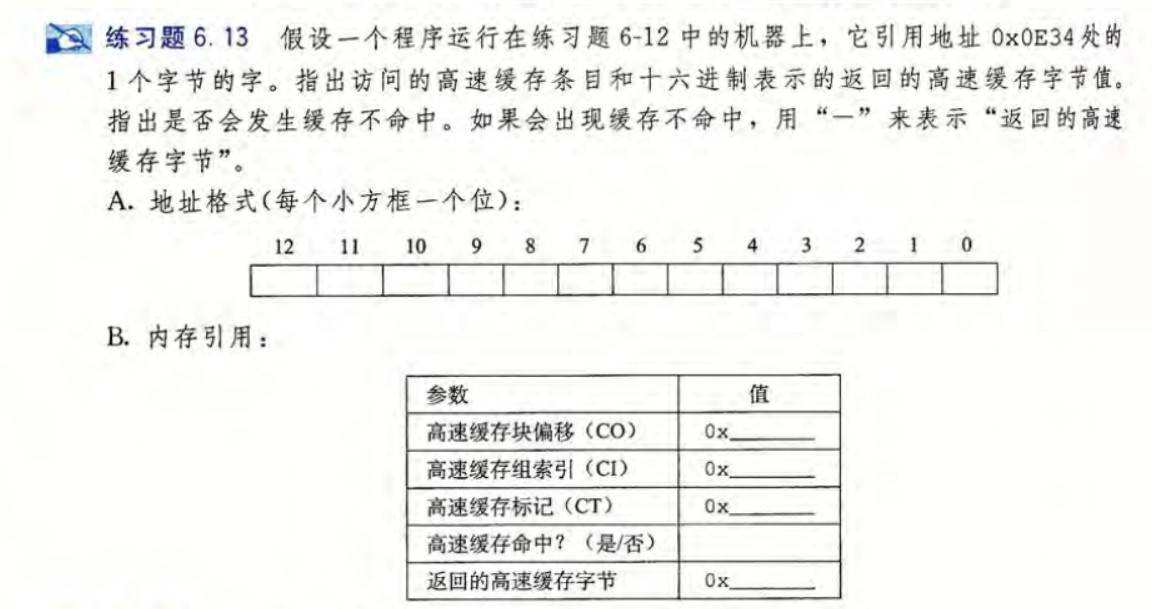 练习题 6.13 假设一个程序运行在练习题 6-12 中的机器上，它引用地址 0x0E34 处的
1 个字节的字。指出访问的高速缓存条目和十六进制表示的返回的高速缓存字节值。
指出是否会发生缓存不命中。如果会出现缓存不命中，用“—”来表示“返回的高速
缓存字节”。
A. 地址格式(每个小方框一个位)：
12 11 10 9 8 7 6 5 4 3 2 1 0
B. 内存引用：
参数 值
高速缓存块偏移（CO） 0x_______
高速缓存组索引（CI） 0x_______
高速缓存标记（CT） 0x_______
高速缓存命中？（是/否）
返回的高速缓存字节 0x_______